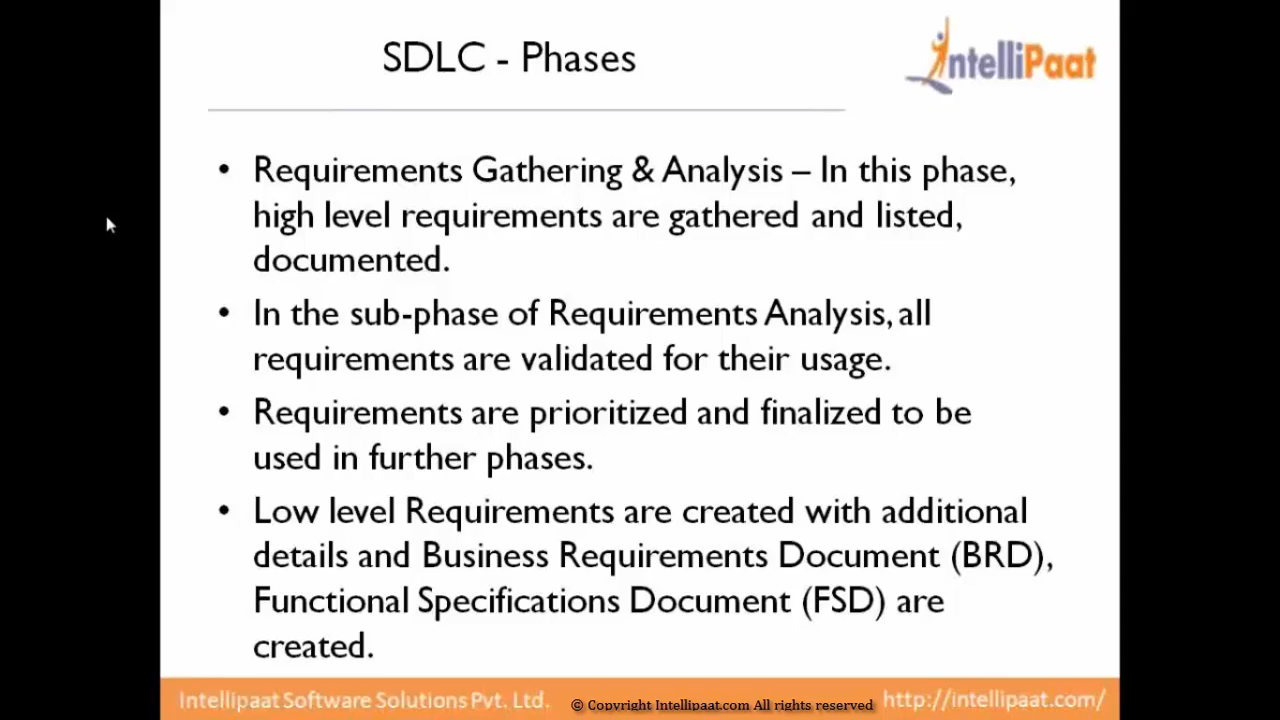 SDLC - Phases
IntelliPaat
• Requirements Gathering & Analysis – In this phase,
high level requirements are gathered and listed,
documented.
• In the sub-phase of Requirements Analysis, all
requirements are validated for their usage.
• Requirements are prioritized and finalized to be
used in further phases.
• Low level Requirements are created with additional
details and Business Requirements Document (BRD),
Functional Specifications Document (FSD) are
created.
Intellipaat Software Solutions Pvt. Ltd.
© Copyright Intellipaat.com All rights reserved
http://intellipaat.com/